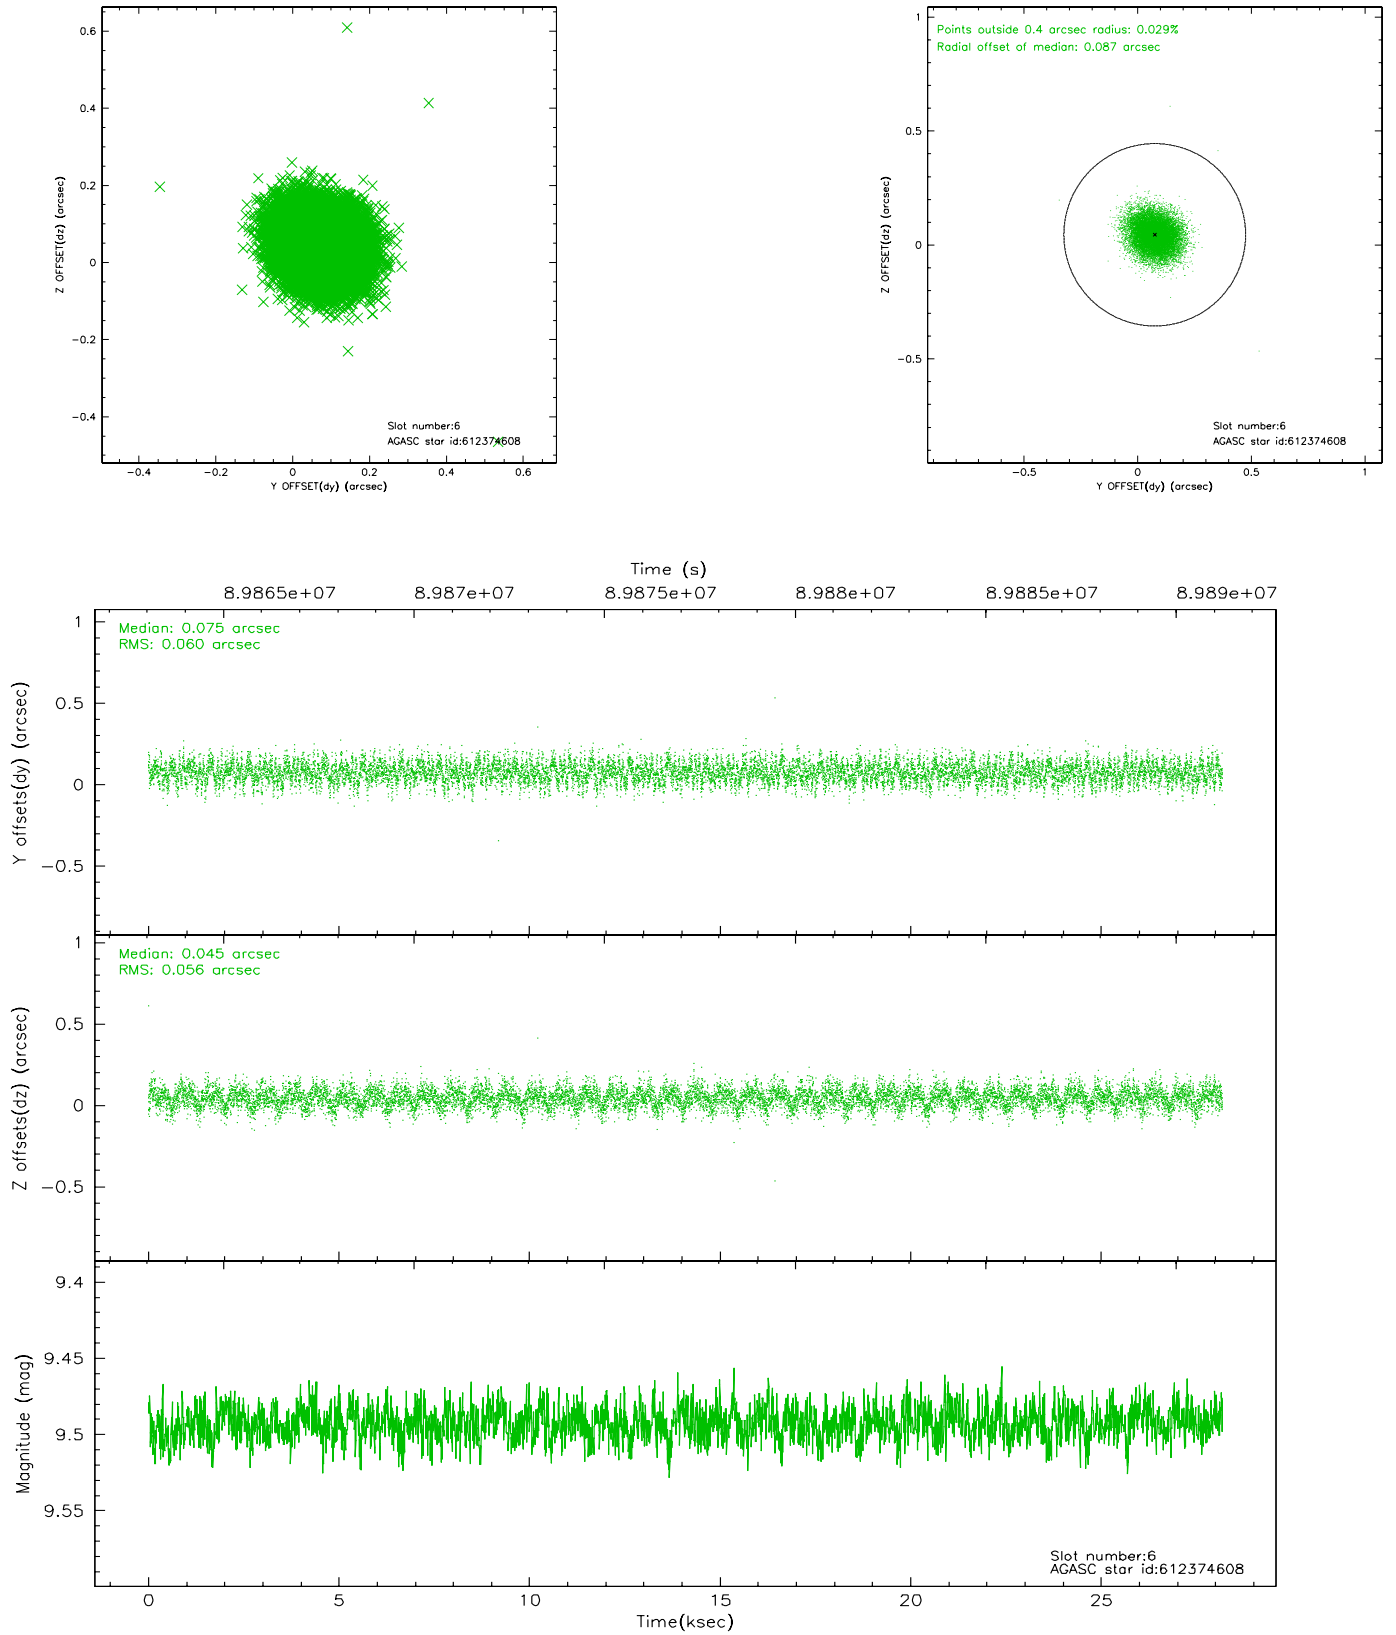 0.6
0.4
0.2
0
−0.2
−0.4
Z OFFSET(dz) (arcsec)
Slot number:6
AGASC star id:612374608
−0.4 −0.2 0 0.2 0.4 0.6
Y OFFSET(dy) (arcsec)
1
0.5
0
−0.5
Z OFFSET(dz) (arcsec)
Points outside 0.4 arcsec radius: 0.029%
Radial offset of median: 0.087 arcsec
Slot number:6
AGASC star id:612374608
−0.5 0 0.5 1
Y OFFSET(dy) (arcsec)
Time (s)
8.9865e+07 8.987e+07 8.9875e+07 8.988e+07 8.9885e+07 8.989e+07
Median: 0.075 arcsec
RMS: 0.060 arcsec
1
0.5
0
−0.5
Y offsets(dy) (arcsec)
Median: 0.045 arcsec
RMS: 0.056 arcsec
1
0.5
0
−0.5
Z offsets(dz) (arcsec)
9.4
9.45
9.5
9.55
Magnitude (mag)
Slot number:6
AGASC star id:612374608
0 5 10 15 20 25
Time(ksec)